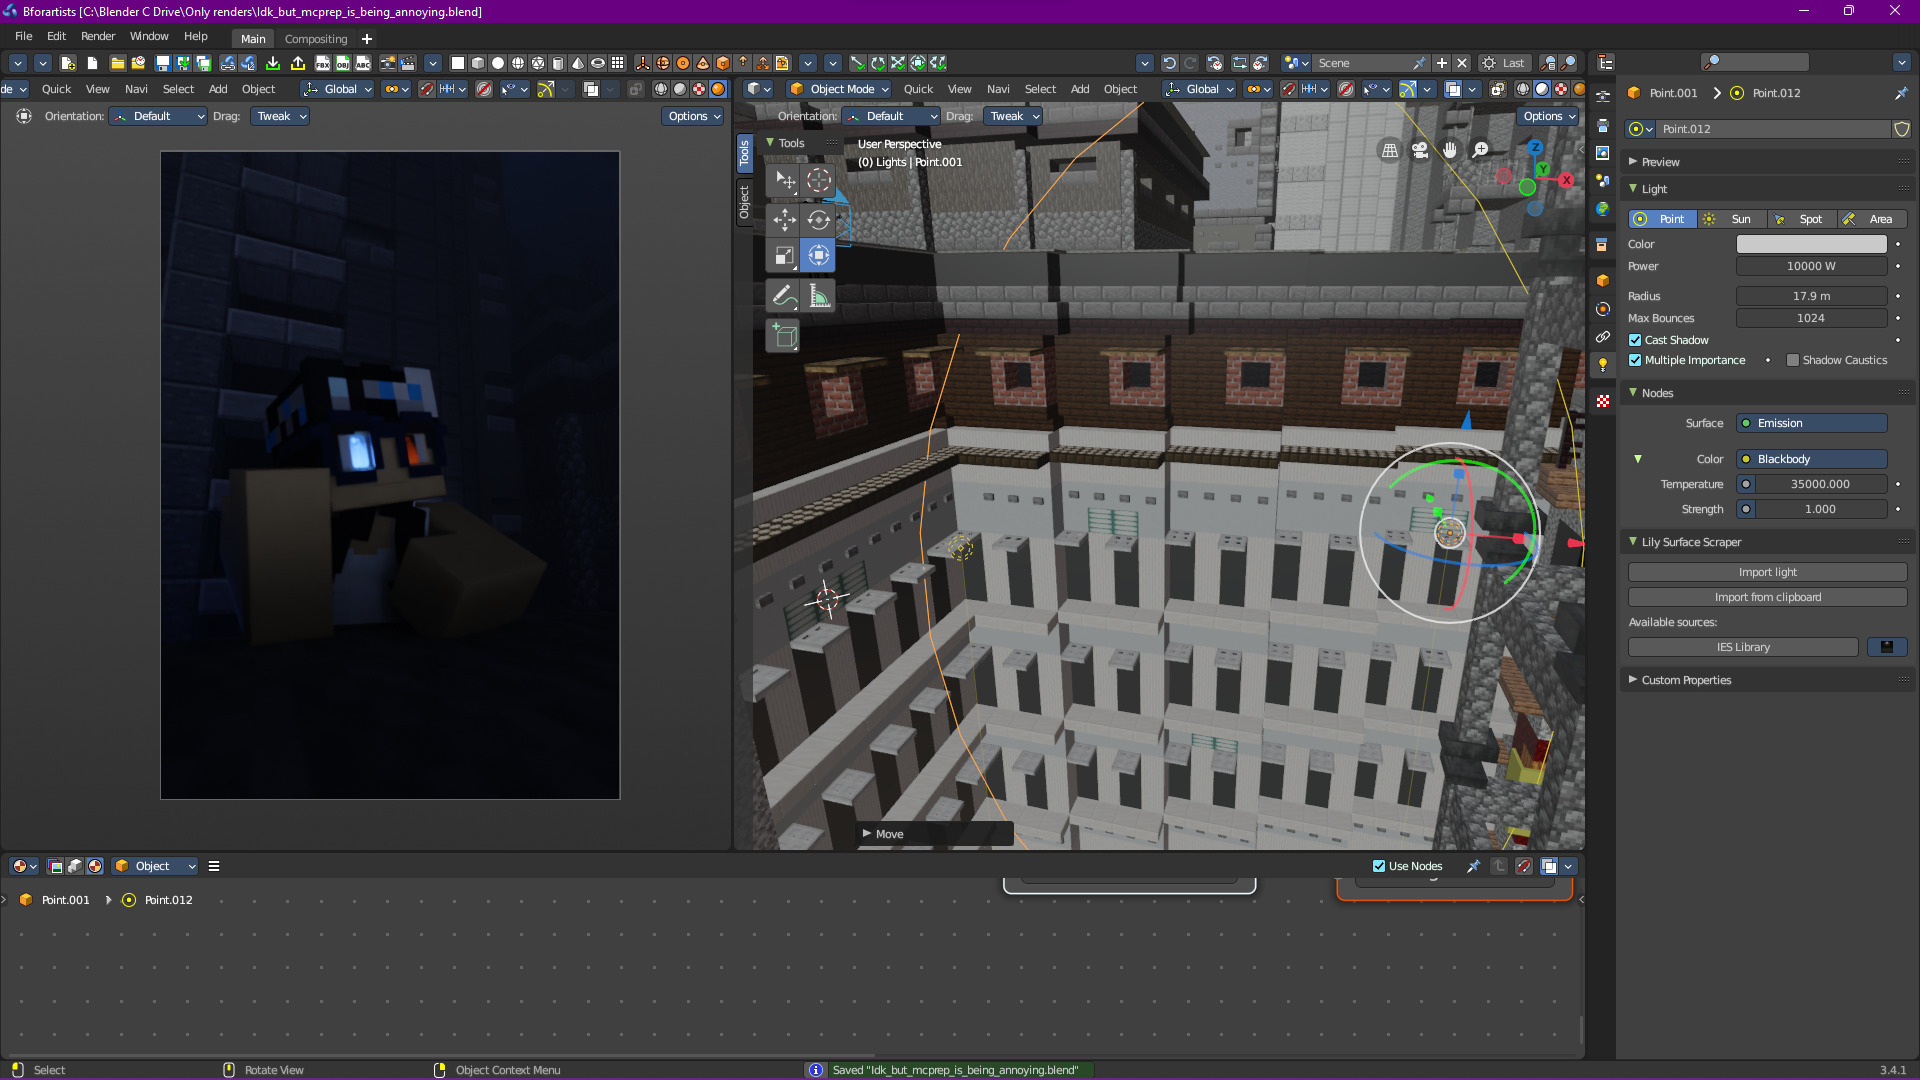 Bforartists [C:\Blender C Drive\Only renders\Idk_but_mcprep_is_being_annoying.blend]
File Edit Render Window Help Main Compositing
FBX OBJ ABC Scene Last
de Quick View Navi Select Add Object Global
Object Mode Quick View Navi Select Add Object Global
Point.001 Point.012
Orientation: Default Drag: Tweak Options
Orientation: Default Drag: Tweak Options
Point.012
Tools
Object
Tools
User Perspective
(0) Lights | Point.001
Z
Y
X
Preview
Light
Point Sun Spot Area
Color
Power 10000 W
Radius 17.9 m
Max Bounces 1024
Cast Shadow
Multiple Importance Shadow Caustics
Nodes
Surface Emission
Color Blackbody
Temperature 35000.000
Strength 1.000
Lily Surface Scraper
Import light
Import from clipboard
Available sources:
IES Library
Custom Properties
Move
Object Use Nodes
Point.001 Point.012
Select Rotate View Object Context Menu Saved "Idk_but_mcprep_is_being_annoying.blend" 3.4.1